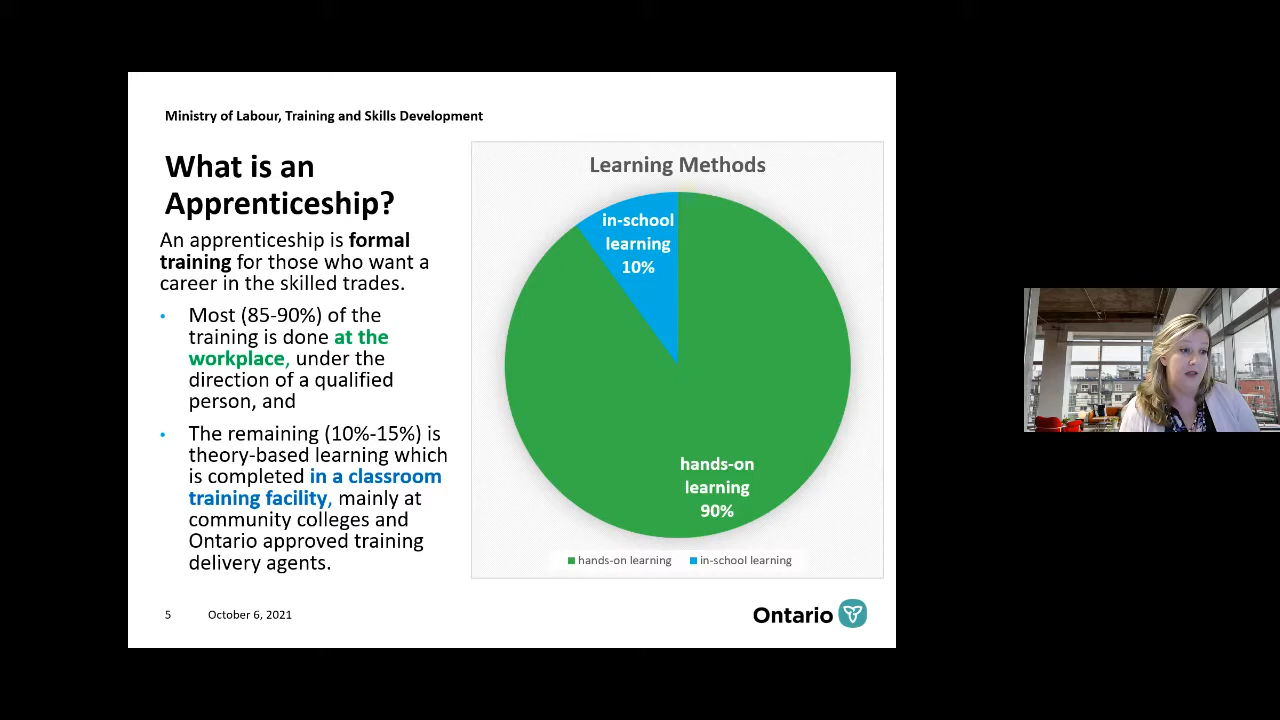 Ministry of Labour, Training and Skills Development
What is an
Apprenticeship?
An apprenticeship is formal
training for those who want a
career in the skilled trades.
• Most (85-90%) of the
training is done at the
workplace, under the
direction of a qualified
person, and
• The remaining (10%-15%) is
theory-based learning which
is completed in a classroom
training facility, mainly at
community colleges and
Ontario approved training
delivery agents.
Learning Methods
in-school
learning
10%
hands-on
learning
90%
hands-on learning in-school learning
5 October 6, 2021
Ontario